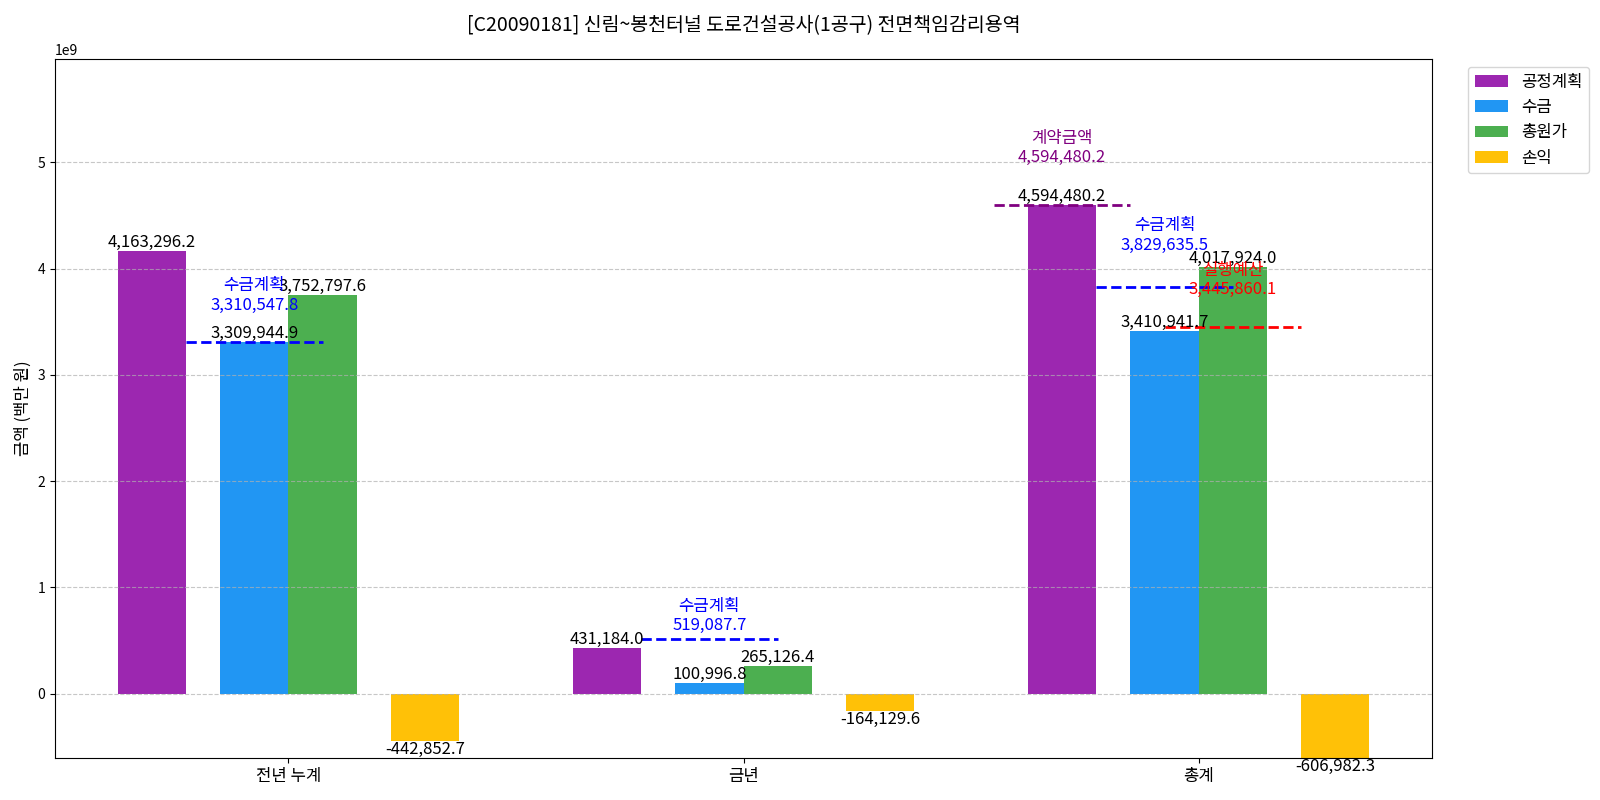 [C20090181] 신림~봉천터널 도로건설공사(1공구) 전면책임감리용역
1e9
공정계획
수금
총원가
손익
계약금액
4,594,480.2
4,594,480.2
수금계획
3,829,635.5
4,017,924.0
실행예산
3,445,860.1
3,410,941.7
4,163,296.2
수금계획
3,310,547.8
3,752,797.6
3,309,944.9
수금계획
519,087.7
431,184.0
265,126.4
100,996.8
-442,852.7
-164,129.6
-606,982.3
5
4
3
2
1
0
금액 (백만 원)
전년 누계
금년
총계